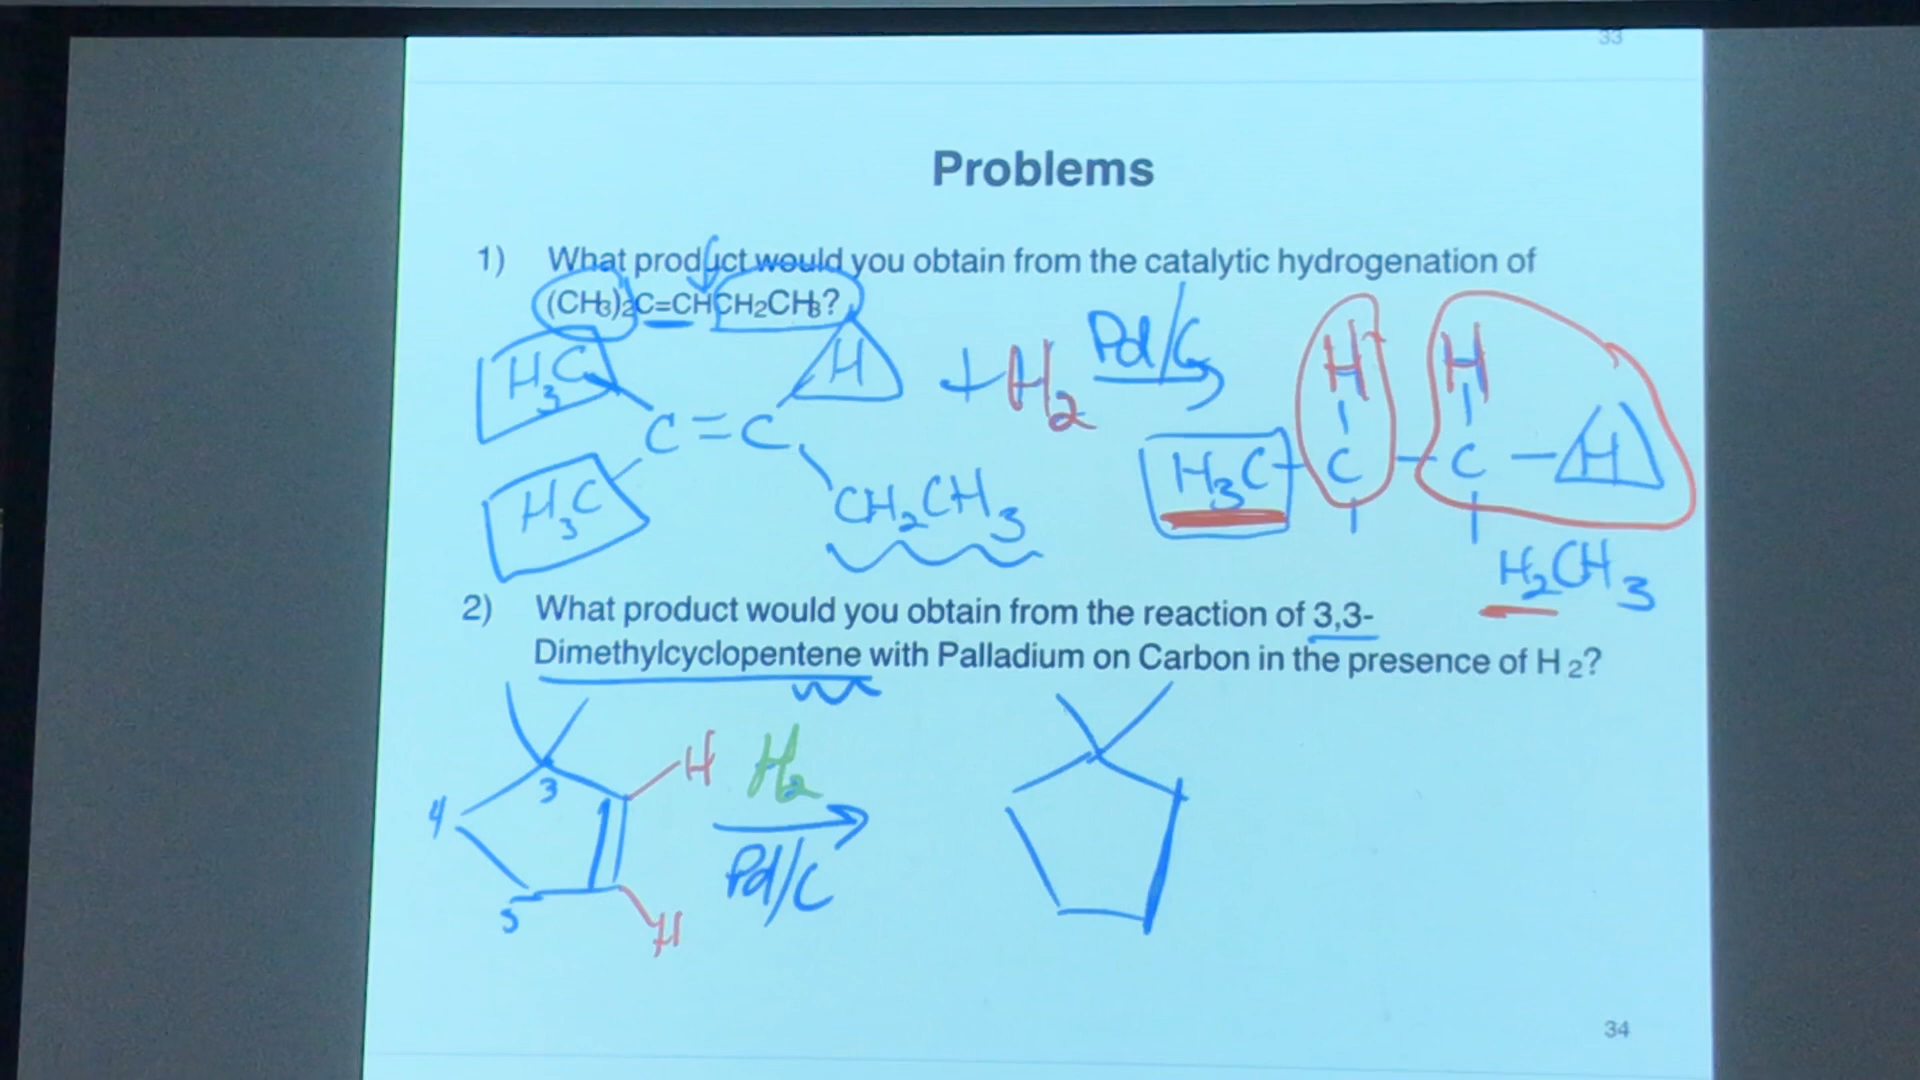 33
Problems
1) What product would you obtain from the catalytic hydrogenation of
(CH3)2C=CHCH2CH3?
H3C H + H2 Pd/C H H
C=C
H3C - C - C - H
H3C CH2CH3
H2CH3
2) What product would you obtain from the reaction of 3,3-
Dimethylcyclopentene with Palladium on Carbon in the presence of H2?
3 H H2
4
Pd/C
5 H
34